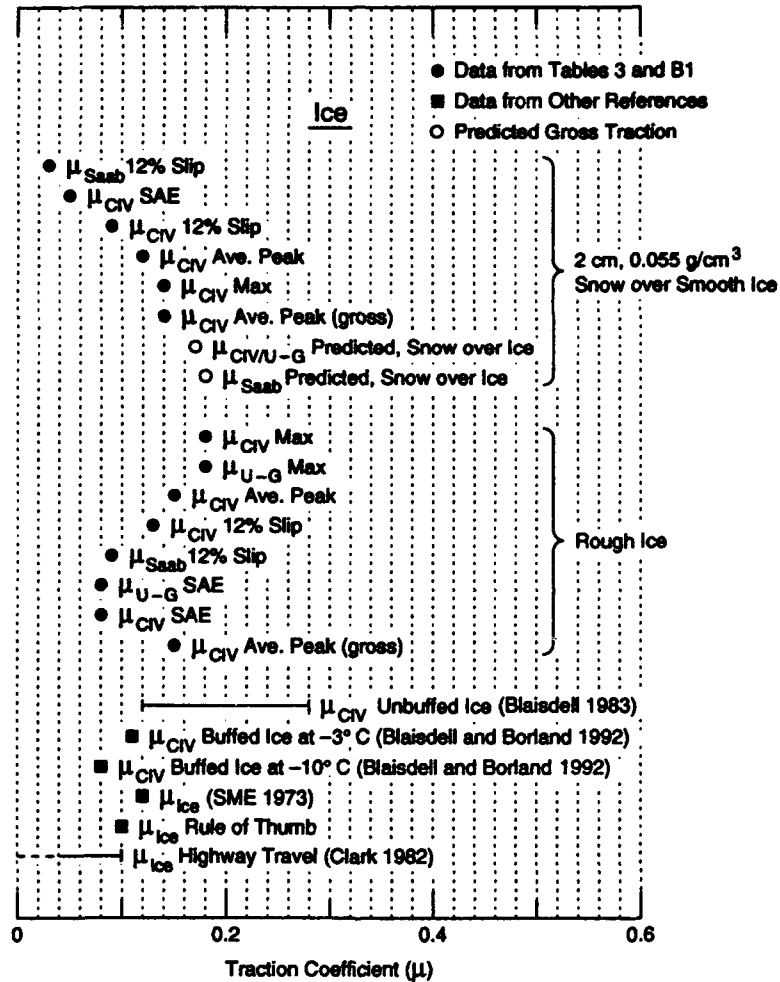 ● Data from Tables 3 and B1
■ Data from Other References
○ Predicted Gross Traction
Ice
μSaab 12% Slip
μCIV SAE
μCIV 12% Slip
μCIV Ave. Peak
μCIV Max
μCIV Ave. Peak (gross)
μCIV/U-G Predicted, Snow over Ice
μSaab Predicted, Snow over Ice
2 cm, 0.055 g/cm³
Snow over Smooth Ice
μCIV Max
μU-G Max
μCIV Ave. Peak
μCIV 12% Slip
μSaab 12% Slip
μU-G SAE
μCIV SAE
μCIV Ave. Peak (gross)
Rough Ice
μCIV Unbuffed Ice (Blaisdell 1983)
μCIV Buffed Ice at –3° C (Blaisdell and Borland 1992)
μCIV Buffed Ice at –10° C (Blaisdell and Borland 1992)
μIce (SME 1973)
μIce Rule of Thumb
μIce Highway Travel (Clark 1982)
0 0.2 0.4 0.6
Traction Coefficient (μ)